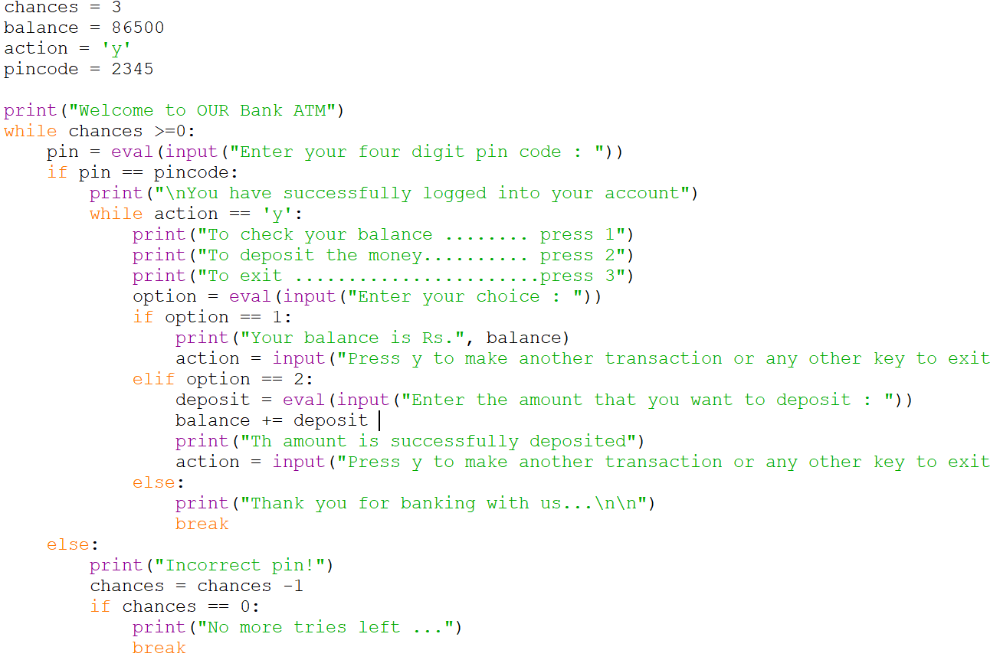 chances = 3
balance = 86500
action = 'y'
pincode = 2345

print("Welcome to OUR Bank ATM")
while chances >=0:
    pin = eval(input("Enter your four digit pin code : "))
    if pin == pincode:
        print("\nYou have successfully logged into your account")
        while action == 'y':
            print("To check your balance ........ press 1")
            print("To deposit the money.......... press 2")
            print("To exit .......................press 3")
            option = eval(input("Enter your choice : "))
            if option == 1:
                print("Your balance is Rs.", balance)
                action = input("Press y to make another transaction or any other key to exit
            elif option == 2:
                deposit = eval(input("Enter the amount that you want to deposit : "))
                balance += deposit
                print("Th amount is successfully deposited")
                action = input("Press y to make another transaction or any other key to exit
            else:
                print("Thank you for banking with us...\n\n")
                break
    else:
        print("Incorrect pin!")
        chances = chances -1
        if chances == 0:
            print("No more tries left ...")
            break